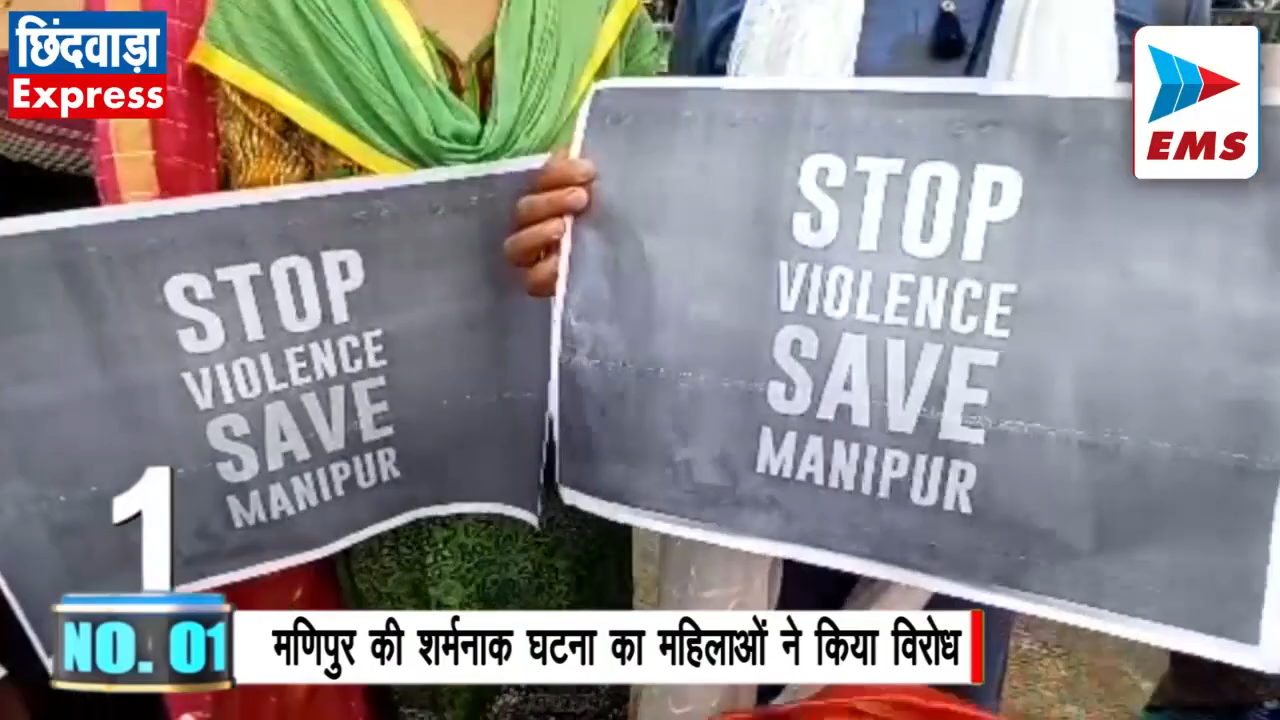 छिंदवाड़ा
Express
EMS
STOP
VIOLENCE
SAVE
MANIPUR
STOP
VIOLENCE
SAVE
MANIPUR
1
NO. 01
मणिपुर की शर्मनाक घटना का महिलाओं ने किया विरोध